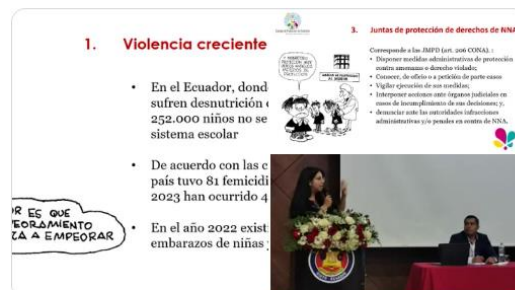 1. Violencia creciente
• En el Ecuador, dond
sufren desnutrición
252.000 niños no se
sistema escolar
• De acuerdo con las c
país tuvo 81 femicidi
2023 han ocurrido 4
• En el año 2022 exist
embarazos de niñas
R ES QUE
EORAMIENTO
ZA A EMPEORAR
3. Juntas de protección de derechos de NNA
Corresponde a las JMPD (art. 206 CONA). :
• Disponer medidas administrativas de protección
contra amenaza o derecho violado;
• Conocer, de oficio o a petición de parte casos
• Vigilar ejecución de sus medidas;
• Interponer acciones ante órganos judiciales en
casos de incumplimiento de sus decisiones; y,
• denunciar ante las autoridades infracciones
administrativas y/o penales en contra de NNA.